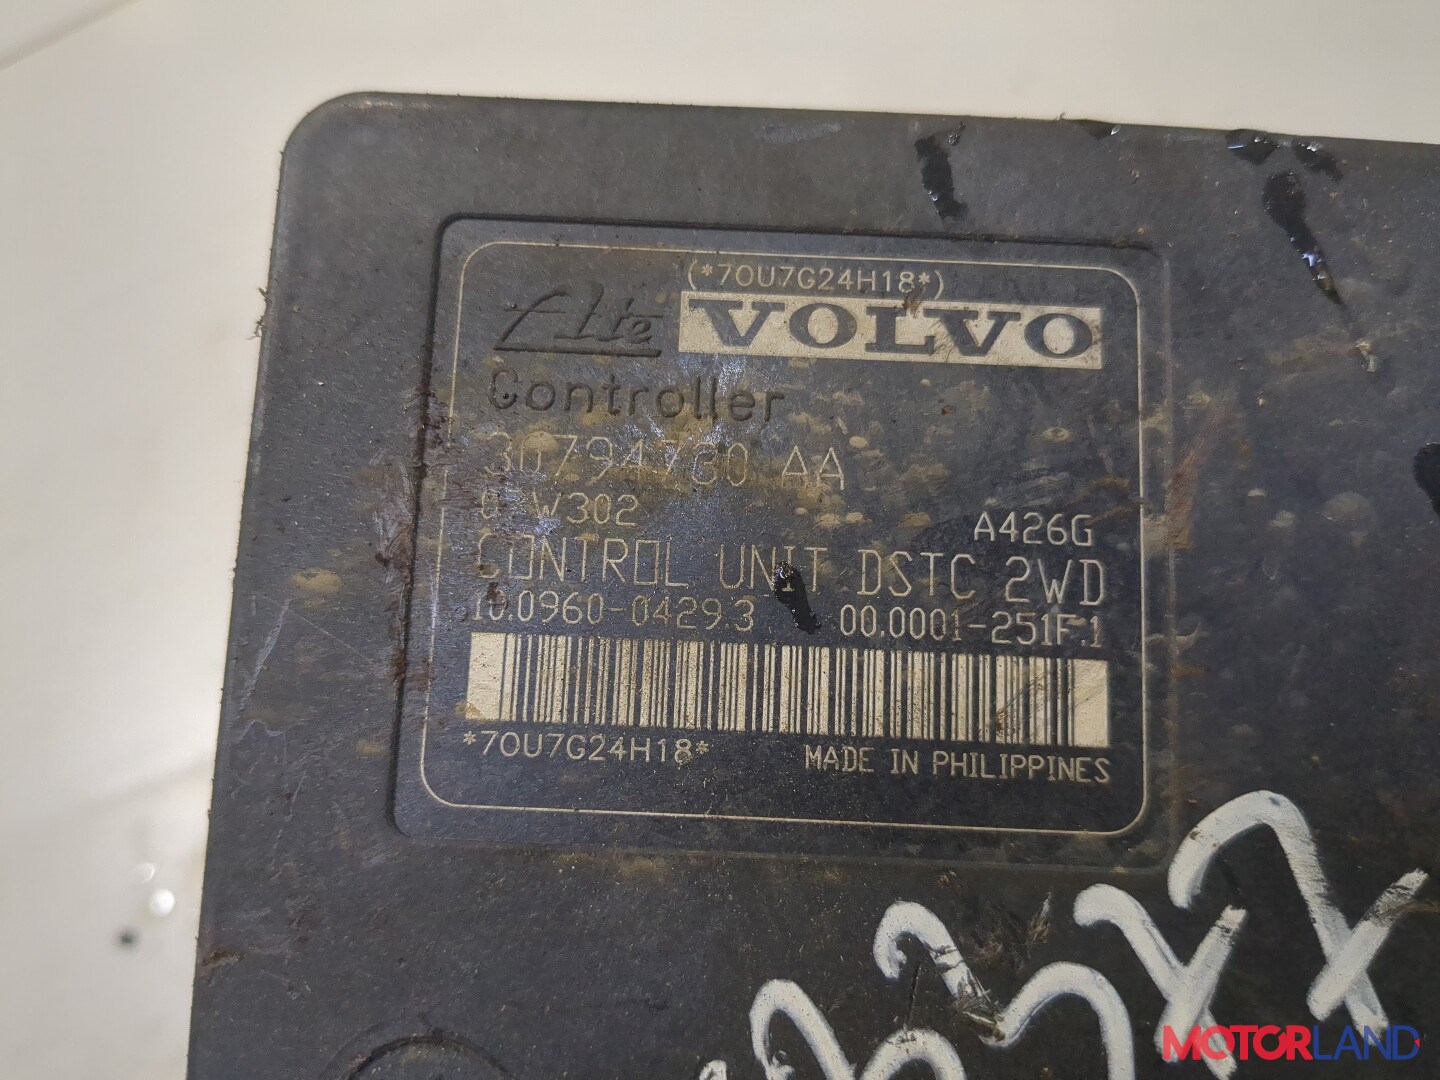 (*7OU7G24H18*)
Ate VOLVO
Controller
30794730 AA
A426G
CONTROL UNIT DSTC 2WD
10.0960-0429.3 00.0001-251F.1
*7OU7G24H18*
MADE IN PHILIPPINES
MOTORLAND